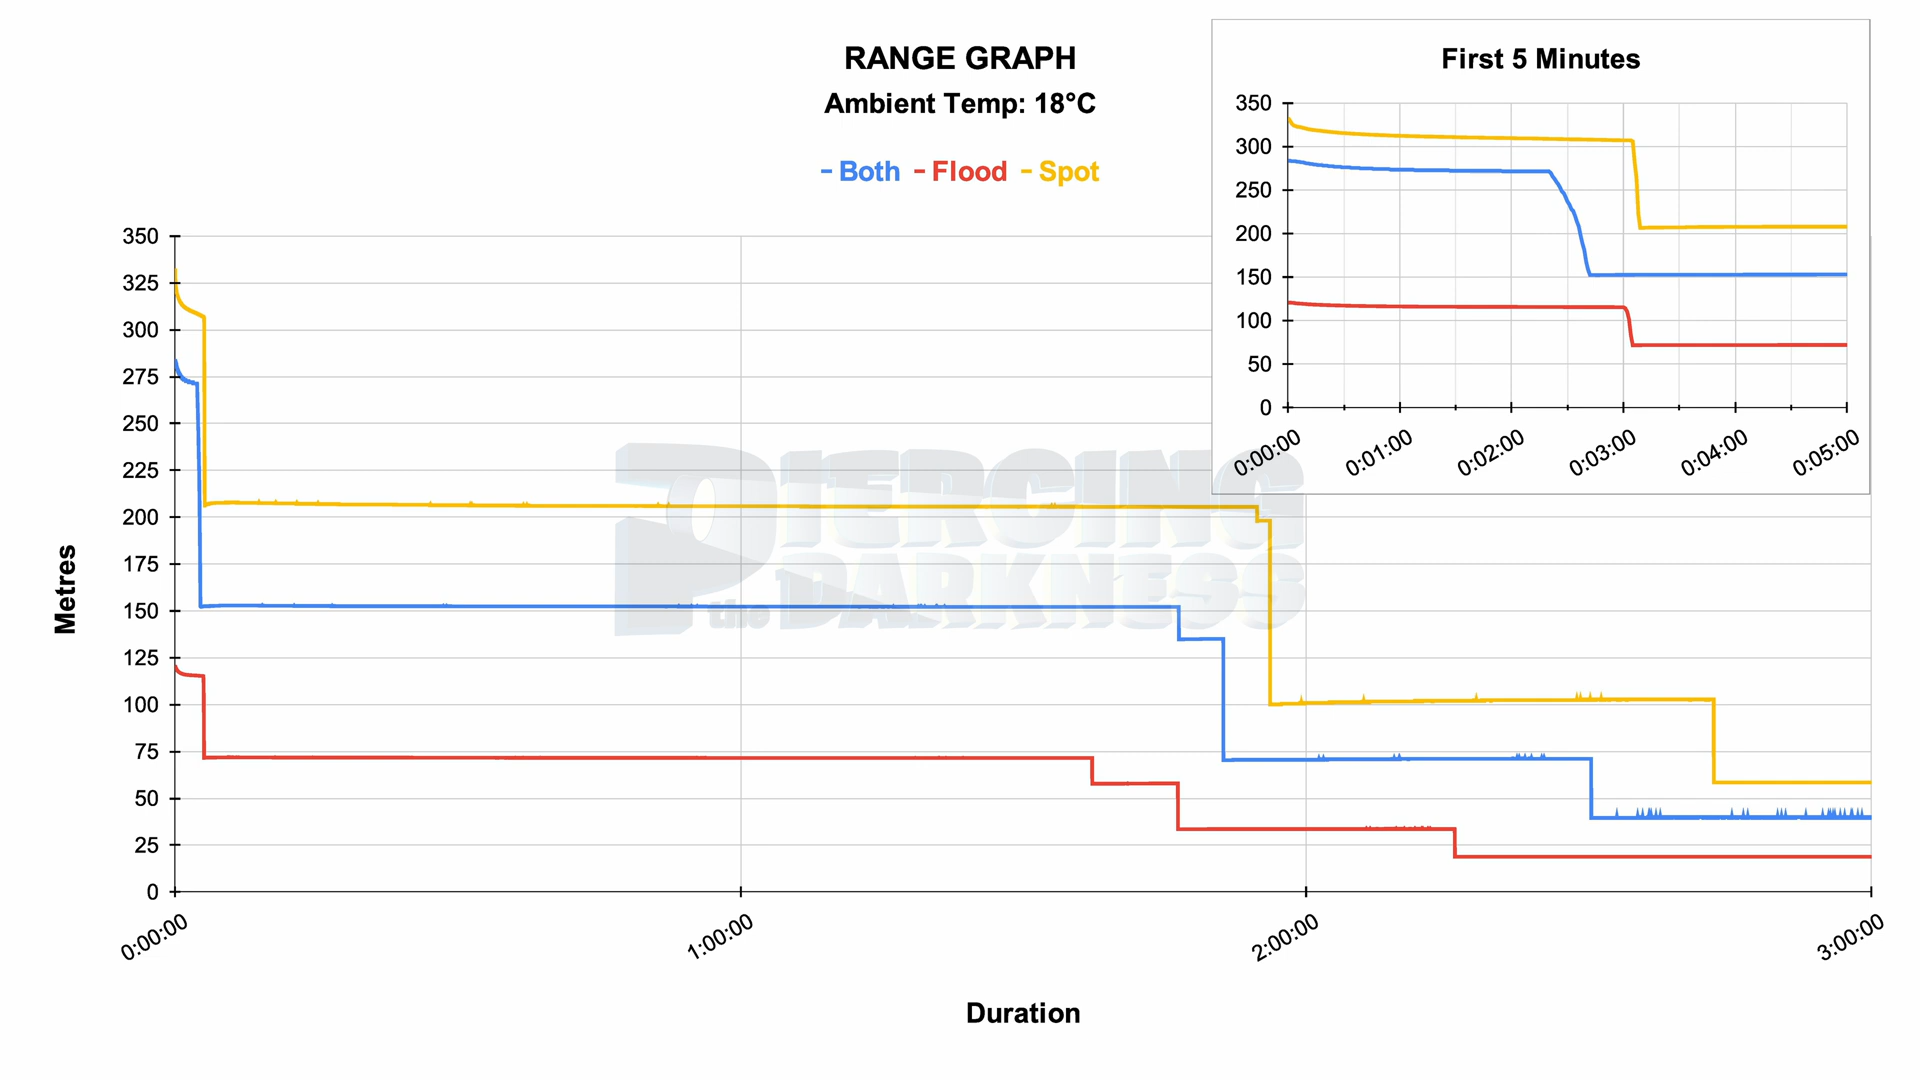 RANGE GRAPH
Ambient Temp: 18°C
Both Flood Spot
First 5 Minutes
350
300
250
200
150
100
50
0
0:00:00 0:01:00 0:02:00 0:03:00 0:04:00 0:05:00
350
325
300
275
250
225
200
175
150
125
100
75
50
25
0
Metres
PIERCING
the DARKNESS
0:00:00 1:00:00 2:00:00 3:00:00
Duration